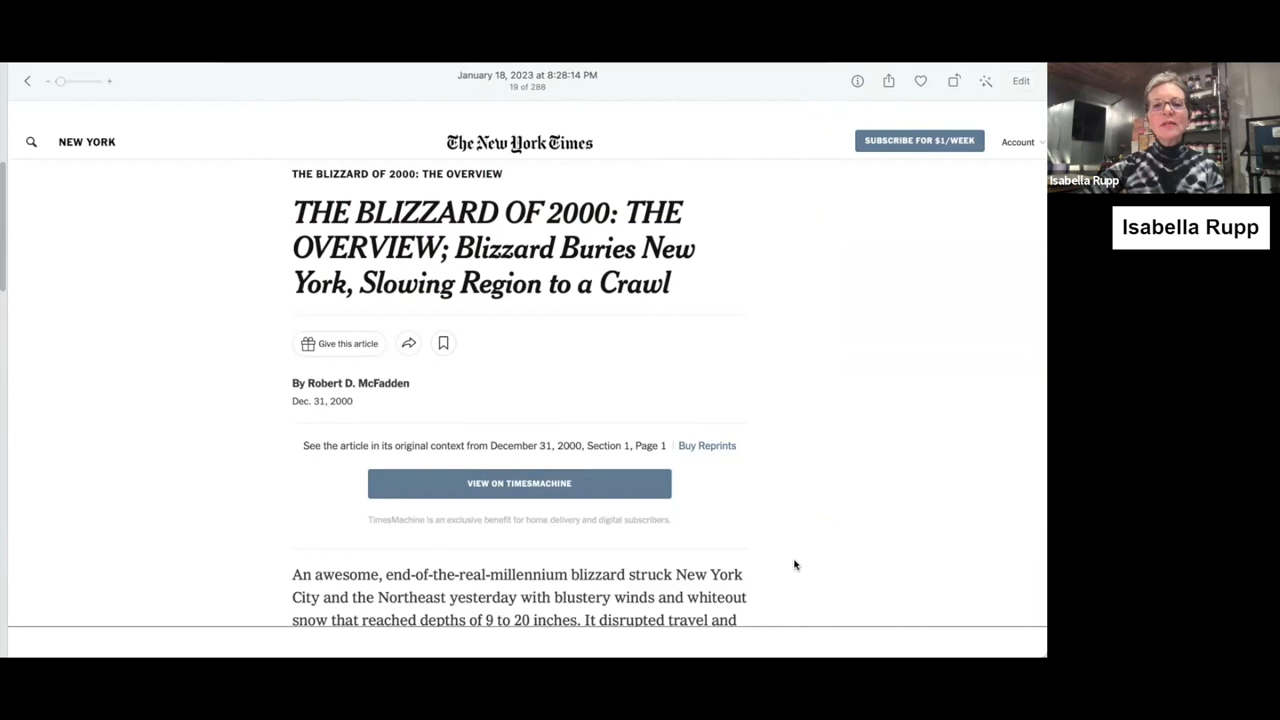 January 18, 2023 at 8:28:14 PM
19 of 288
Edit
NEW YORK
The New York Times
SUBSCRIBE FOR $1/WEEK
Account
THE BLIZZARD OF 2000: THE OVERVIEW
THE BLIZZARD OF 2000: THE
OVERVIEW; Blizzard Buries New
York, Slowing Region to a Crawl
Give this article
By Robert D. McFadden
Dec. 31, 2000
See the article in its original context from December 31, 2000, Section 1, Page 1
Buy Reprints
VIEW ON TIMESMACHINE
TimesMachine is an exclusive benefit for home delivery and digital subscribers.
An awesome, end-of-the-real-millennium blizzard struck New York
City and the Northeast yesterday with blustery winds and whiteout
snow that reached depths of 9 to 20 inches. It disrupted travel and
Isabella Rupp
Isabella Rupp